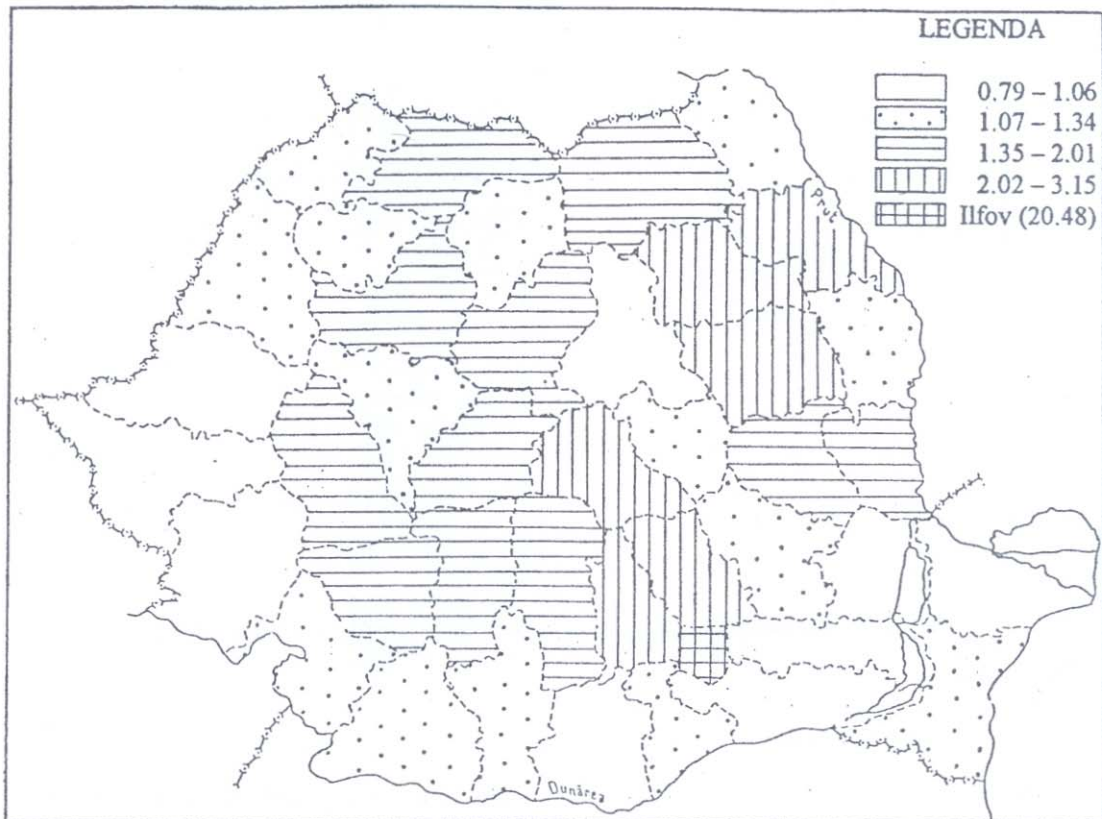 LEGENDA
0.79 – 1.06
1.07 – 1.34
1.35 – 2.01
2.02 – 3.15
Ilfov (20.48)
Prut
Dunărea